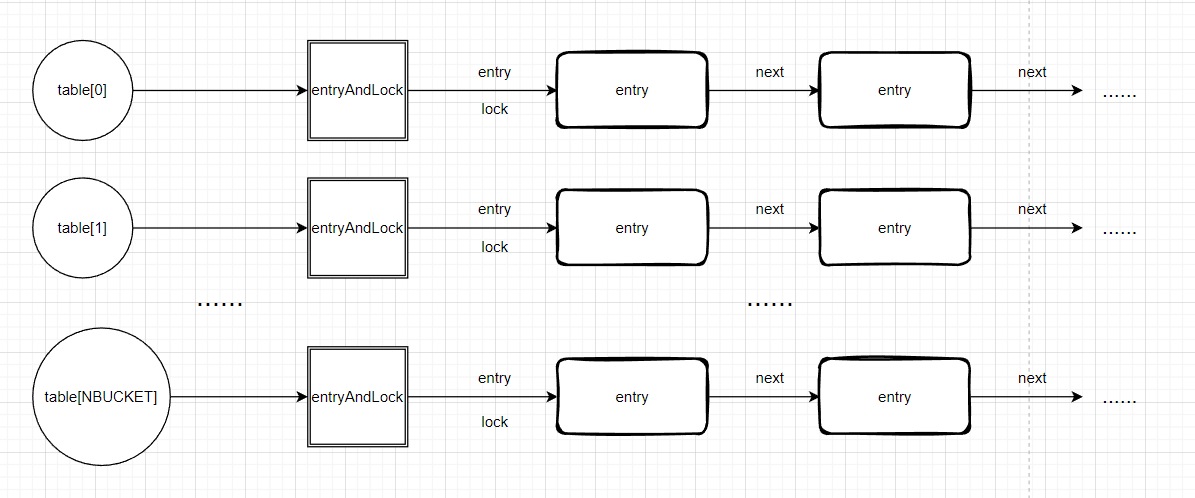 table[0] entryAndLock entry lock entry next entry next ......
table[1] entryAndLock entry lock entry next entry next ......
...... ......
table[NBUCKET] entryAndLock entry lock entry next entry next ......